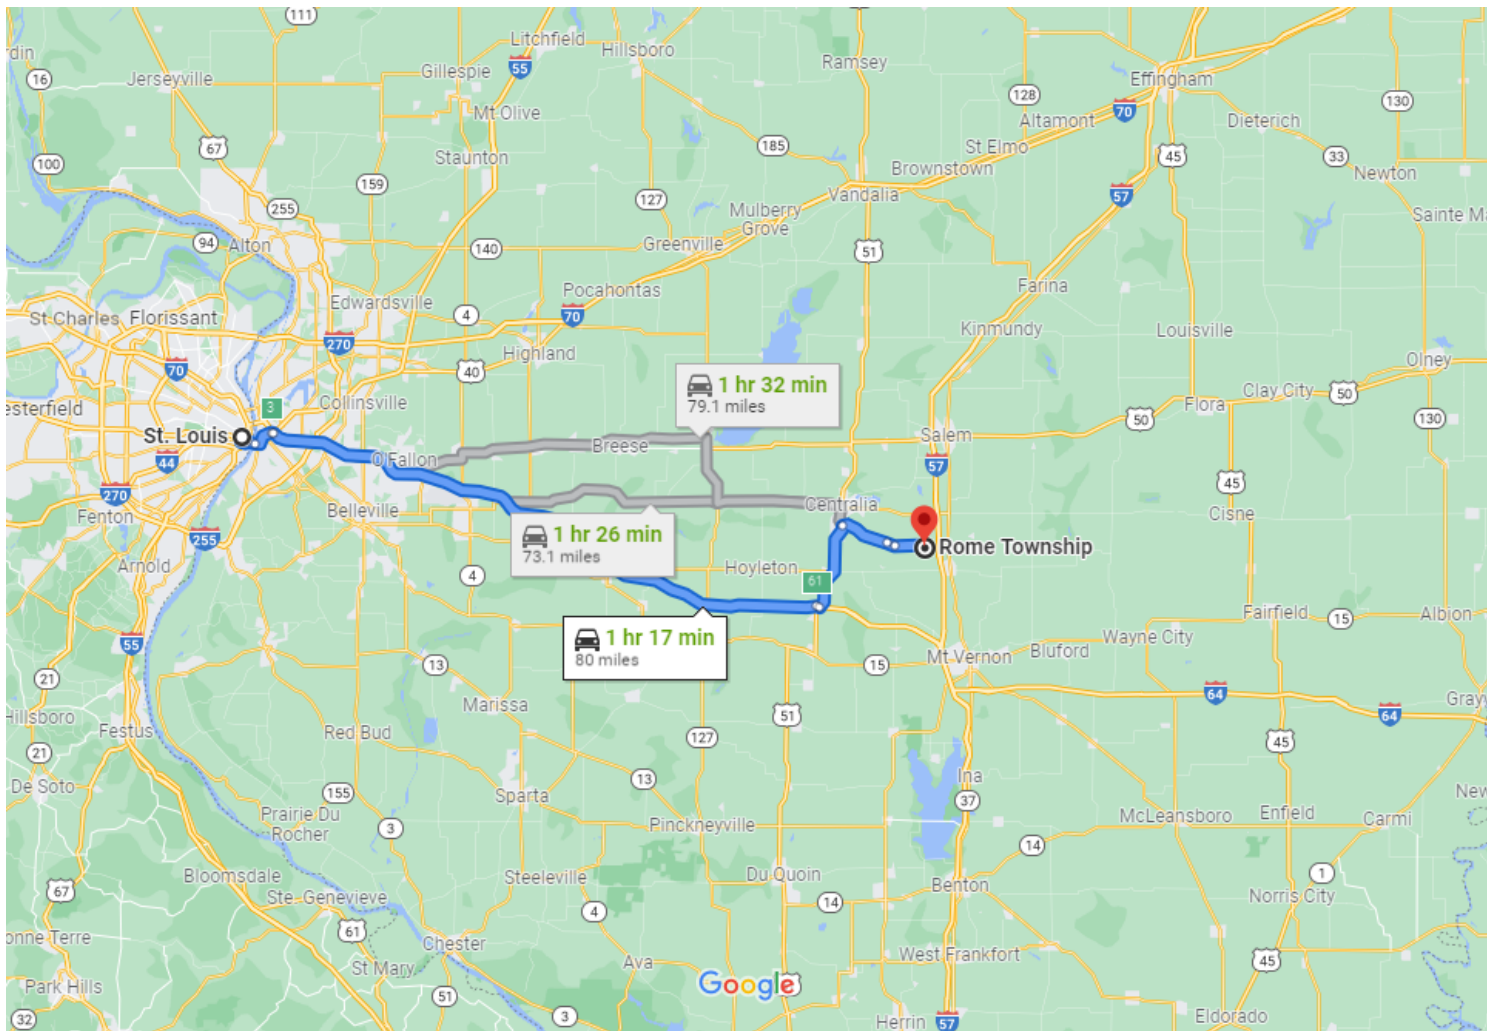 111
Litchfield
Hillsboro
55
Ramsey
rdin
16
Jerseyville
Gillespie
Effingham
128
130
70
Mt Olive
Altamont
Dieterich
67
185
St Elmo
45
33
100
Staunton
Brownstown
Newton
159
57
127
Vandalia
255
Mulberry
Grove
Sainte Ma
94
Alton
140
Greenville
51
Edwardsville
Pocahontas
Farina
St Charles
Florissant
4
70
Kinmundy
Louisville
270
Highland
70
40
Olney
1 hr 32 min
79.1 miles
Clay City
50
esterfield
3
Collinsville
Flora
50
130
St. Louis
Breese
Salem
O'Fallon
44
57
270
45
Fenton
Belleville
Centralia
Cisne
255
1 hr 26 min
73.1 miles
Rome Township
Arnold
4
Hoyleton
61
Fairfield
15
Albion
55
1 hr 17 min
80 miles
Wayne City
Bluford
13
15
Mt Vernon
21
64
Grayv
Hillsboro
Marissa
51
64
Festus
Red Bud
127
45
21
De Soto
13
Ina
155
Sparta
37
New
Prairie Du
Rocher
3
Pinckneyville
McLeansboro
Enfield
Carmi
14
Bloomsdale
Steeleville
Du Quoin
1
67
Ste. Genevieve
Benton
Norris City
4
14
61
onne Terre
Chester
West Frankfort
St Mary
Ava
45
Park Hills
51
Google
32
3
Herrin
57
Eldorado